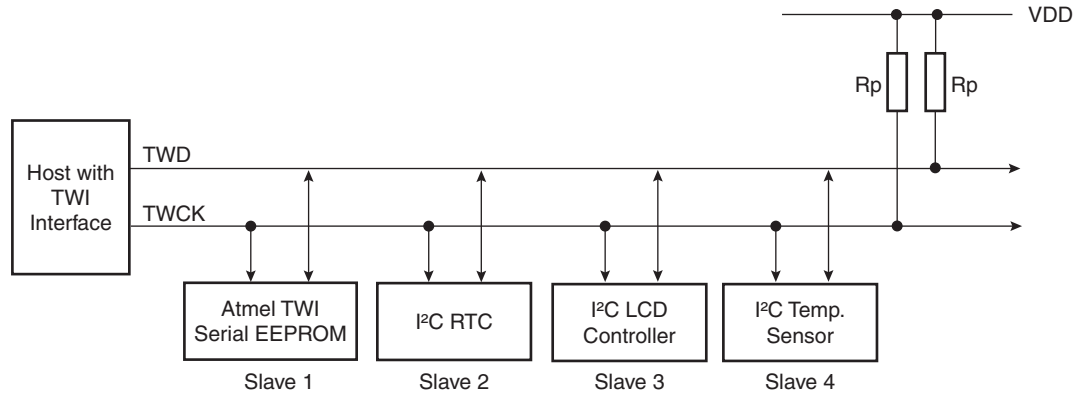 VDD
Rp
Rp
Host with
TWI
Interface
TWD
TWCK
Atmel TWI
Serial EEPROM
I²C RTC
I²C LCD
Controller
I²C Temp.
Sensor
Slave 1
Slave 2
Slave 3
Slave 4